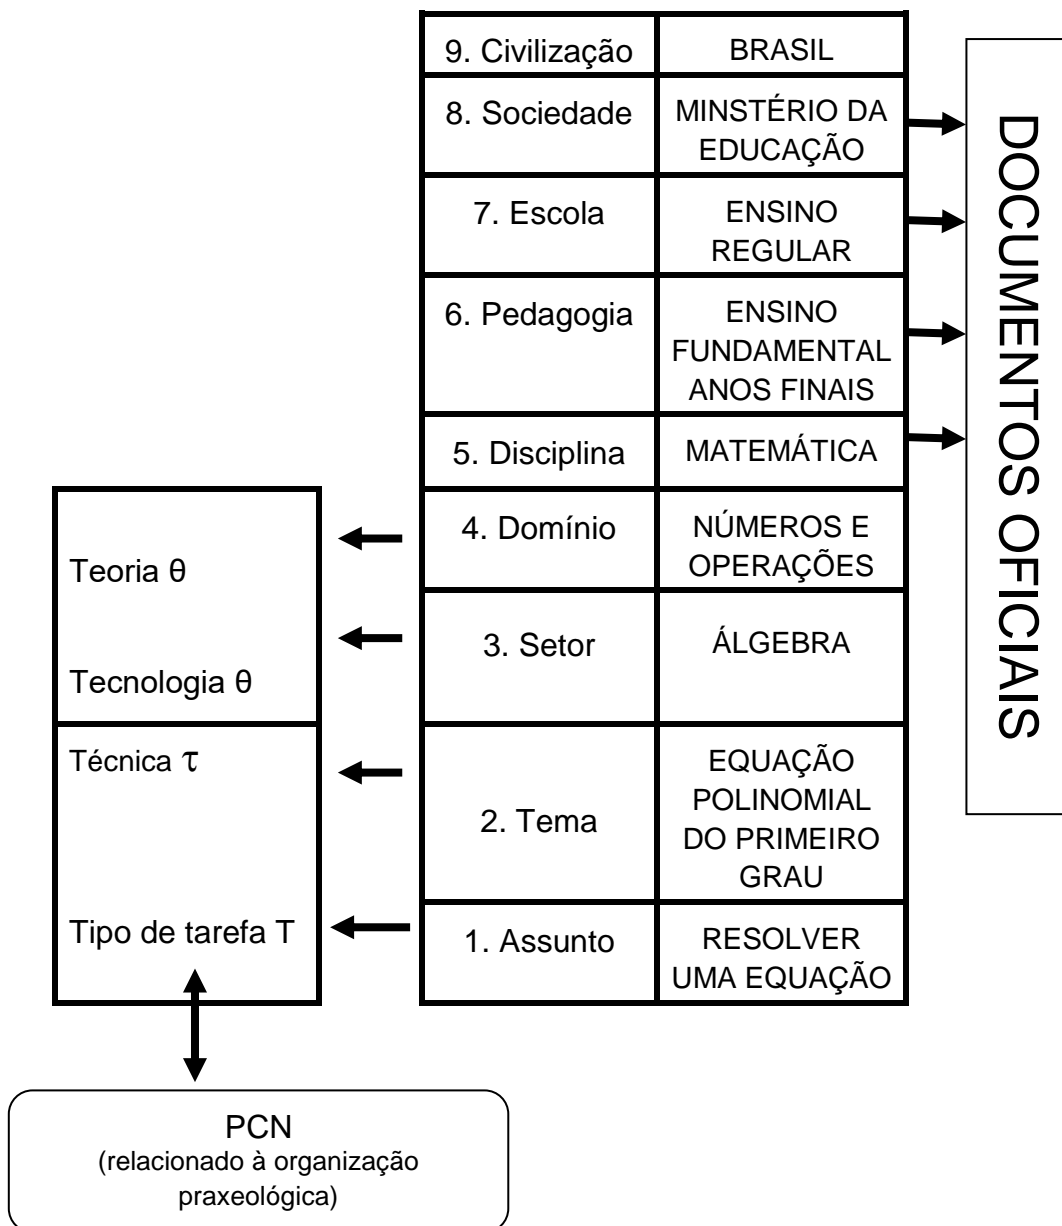 9. Civilização
BRASIL
8. Sociedade
MINSTÉRIO DA
EDUCAÇÃO
7. Escola
ENSINO
REGULAR
6. Pedagogia
ENSINO
FUNDAMENTAL
ANOS FINAIS
5. Disciplina
MATEMÁTICA
4. Domínio
NÚMEROS E
OPERAÇÕES
3. Setor
ÁLGEBRA
2. Tema
EQUAÇÃO
POLINOMIAL
DO PRIMEIRO
GRAU
1. Assunto
RESOLVER
UMA EQUAÇÃO
DOCUMENTOS OFICIAIS
Teoria θ
Tecnologia θ
Técnica τ
Tipo de tarefa T
PCN
(relacionado à organização
praxeológica)